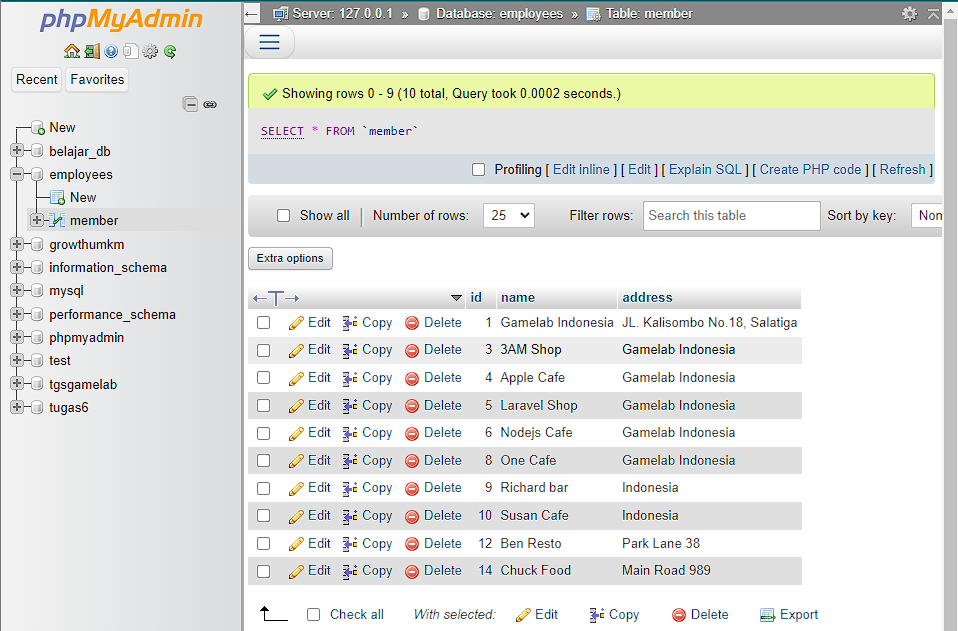 phpMyAdmin
Recent Favorites
New
belajar_db
employees
New
member
growthumkm
information_schema
mysql
performance_schema
phpmyadmin
test
tgsgamelab
tugas6
Server: 127.0.0.1 » Database: employees » Table: member
Showing rows 0 - 9 (10 total, Query took 0.0002 seconds.)
SELECT * FROM `member`
Profiling [ Edit inline ] [ Edit ] [ Explain SQL ] [ Create PHP code ] [ Refresh ]
Show all | Number of rows: 25 Filter rows: Search this table Sort by key: Non
Extra options
←T→ id name address
Edit Copy Delete 1 Gamelab Indonesia JL. Kalisombo No.18, Salatiga
Edit Copy Delete 3 3AM Shop Gamelab Indonesia
Edit Copy Delete 4 Apple Cafe Gamelab Indonesia
Edit Copy Delete 5 Laravel Shop Gamelab Indonesia
Edit Copy Delete 6 Nodejs Cafe Gamelab Indonesia
Edit Copy Delete 8 One Cafe Gamelab Indonesia
Edit Copy Delete 9 Richard bar Indonesia
Edit Copy Delete 10 Susan Cafe Indonesia
Edit Copy Delete 12 Ben Resto Park Lane 38
Edit Copy Delete 14 Chuck Food Main Road 989
Check all With selected: Edit Copy Delete Export